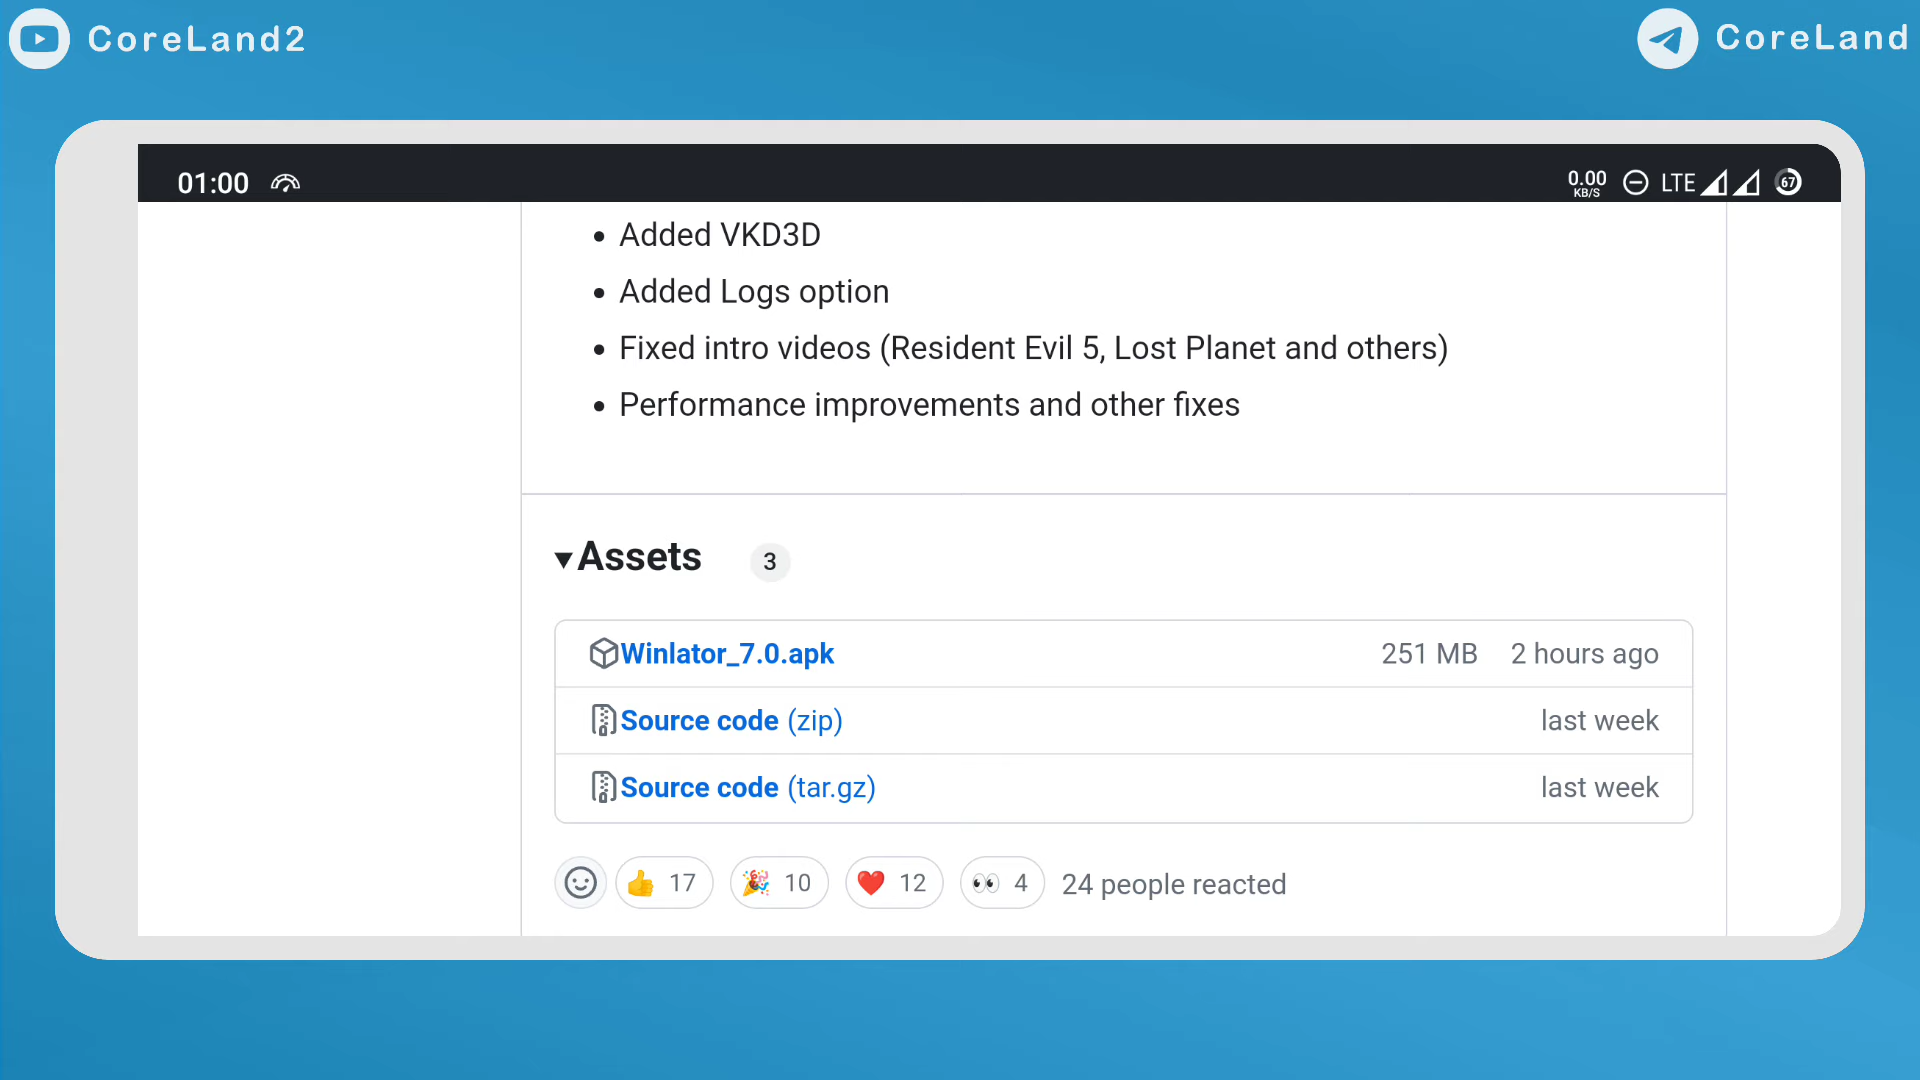 CoreLand2
CoreLand
01:00
0.00 KB/S LTE 67
• Added VKD3D
• Added Logs option
• Fixed intro videos (Resident Evil 5, Lost Planet and others)
• Performance improvements and other fixes
▼Assets 3
Winlator_7.0.apk 251 MB 2 hours ago
Source code (zip) last week
Source code (tar.gz) last week
👍 17 🎉 10 ❤️ 12 👀 4 24 people reacted